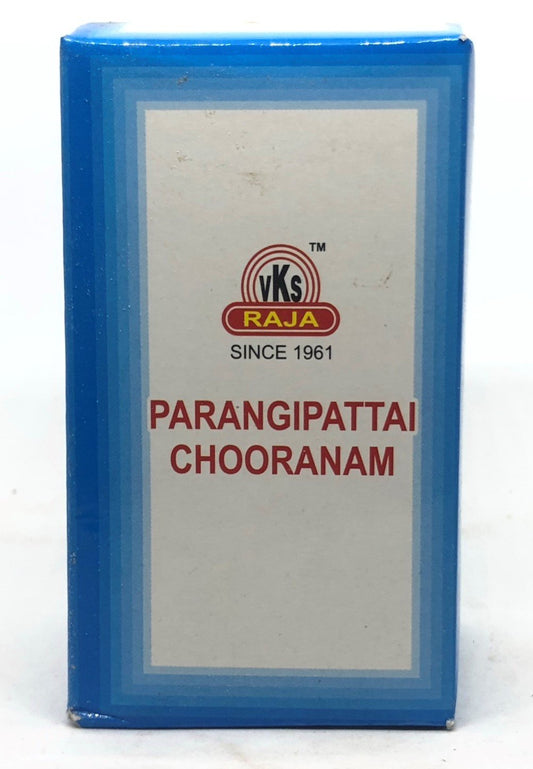 VKS
TM
RAJA
SINCE 1961
PARANGIPATTAI
CHOORANAM